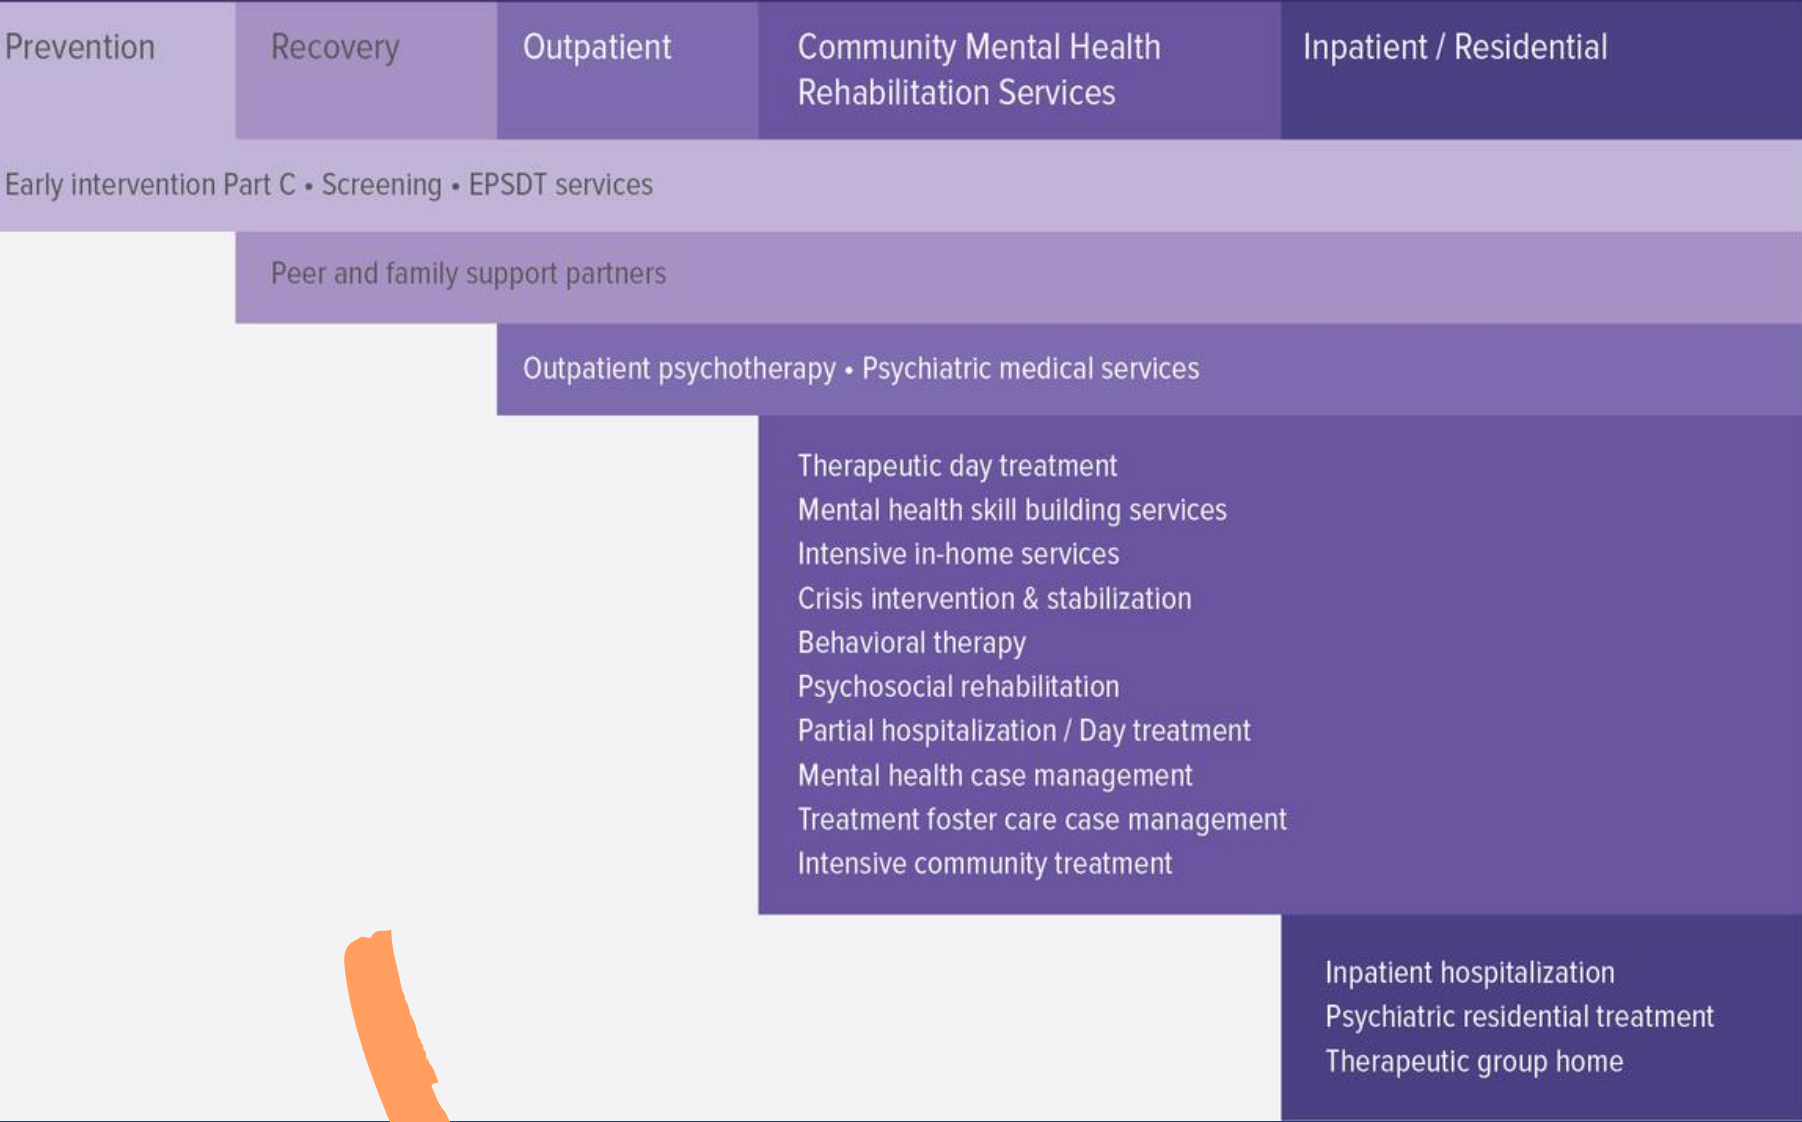 Prevention
Recovery
Outpatient
Community Mental Health
Rehabilitation Services
Inpatient / Residential
Early intervention Part C • Screening • EPSDT services
Peer and family support partners
Outpatient psychotherapy • Psychiatric medical services
Therapeutic day treatment
Mental health skill building services
Intensive in-home services
Crisis intervention & stabilization
Behavioral therapy
Psychosocial rehabilitation
Partial hospitalization / Day treatment
Mental health case management
Treatment foster care case management
Intensive community treatment
Inpatient hospitalization
Psychiatric residential treatment
Therapeutic group home